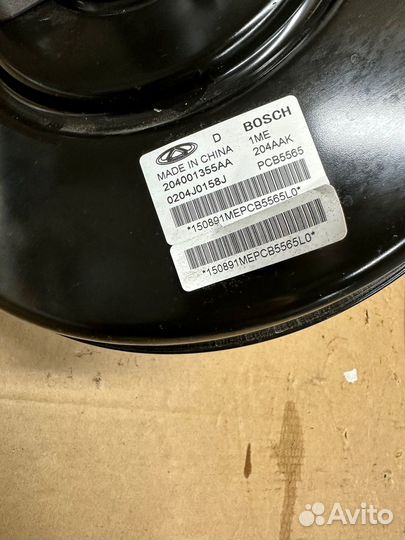 D BOSCH
MADE IN CHINA 1ME
204001355AA 204AAK
0204J0158J PCB5565
*150891MEPCB5565L0*
*150891MEPCB5565L0*
Avito